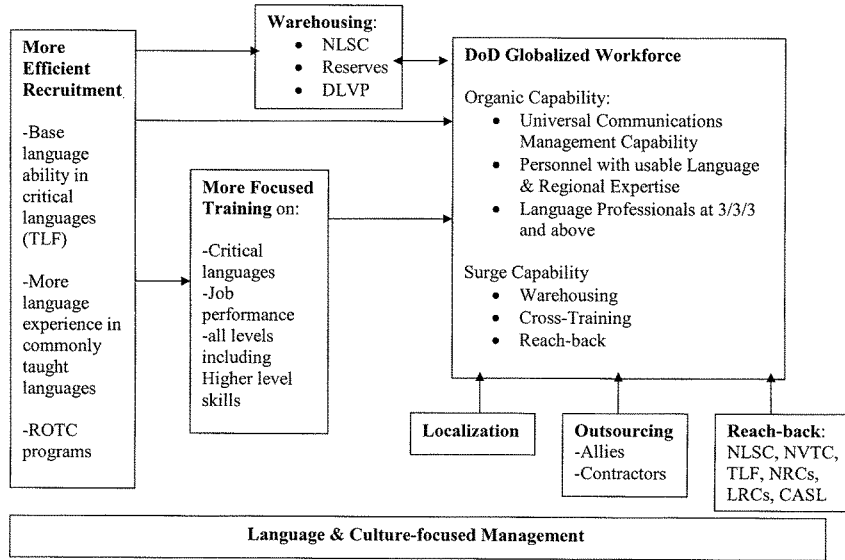 More
Efficient
Recruitment
-Base
language
ability in
critical
languages
(TLF)
-More
language
experience in
commonly
taught
languages
-ROTC
programs
Warehousing:
• NLSC
• Reserves
• DLVP
More Focused
Training on:
-Critical
languages
-Job
performance
-all levels
including
Higher level
skills
DoD Globalized Workforce
Organic Capability:
• Universal Communications
Management Capability
• Personnel with usable Language
& Regional Expertise
• Language Professionals at 3/3/3
and above
Surge Capability
• Warehousing
• Cross-Training
• Reach-back
Localization
Outsourcing
-Allies
-Contractors
Reach-back:
NLSC, NVTC,
TLF, NRCs,
LRCs, CASL
Language & Culture-focused Management